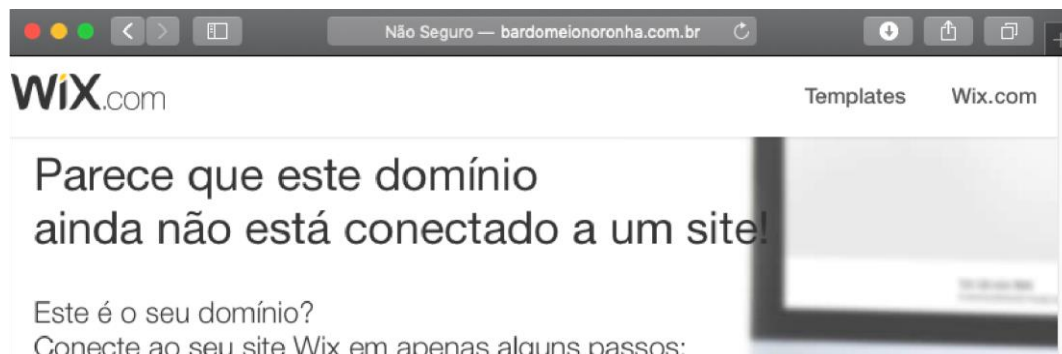 Não Seguro — bardomeionoronha.com.br
WiX.com
Templates Wix.com
Parece que este domínio
ainda não está conectado a um site!
Este é o seu domínio?
Conecte ao seu site Wix em apenas alguns passos: